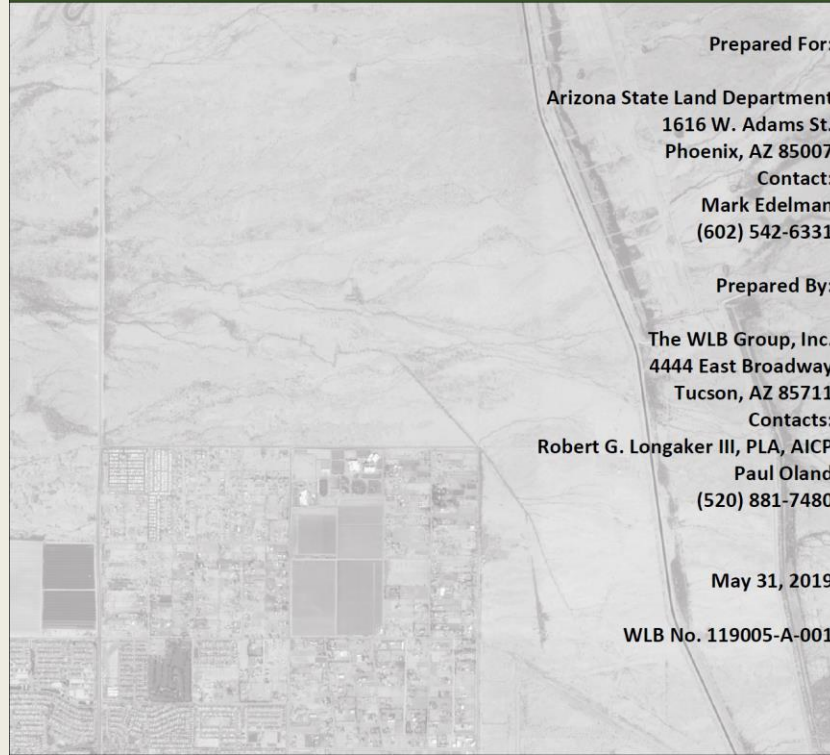 Prepared For:
Arizona State Land Department
1616 W. Adams St.
Phoenix, AZ 85007
Contact:
Mark Edelman
(602) 542-6331
Prepared By:
The WLB Group, Inc.
4444 East Broadway
Tucson, AZ 85711
Contacts:
Robert G. Longaker III, PLA, AICP
Paul Oland
(520) 881-7480
May 31, 2019
WLB No. 119005-A-001